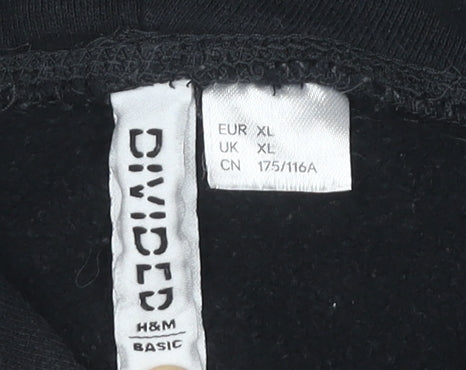 DIVIDED
H&M
BASIC
EUR XL
UK XL
CN 175/116A